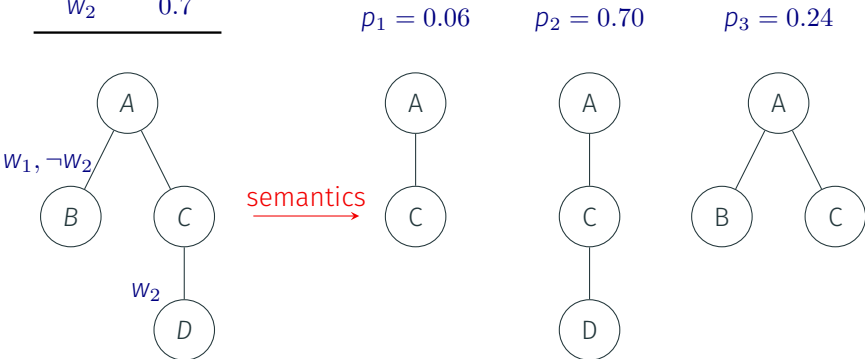 w₂ 0.7
p₁ = 0.06 p₂ = 0.70 p₃ = 0.24
A A A A
w₁, ¬w₂
semantics
B C C C B C
w₂
D D